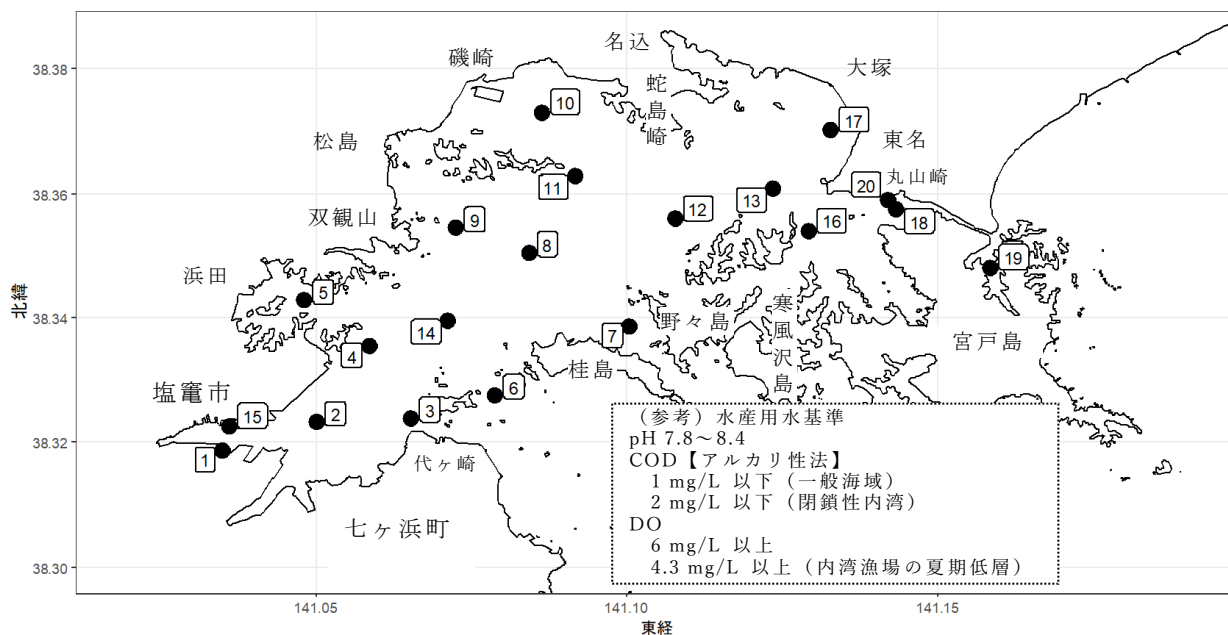 名込
磯崎
大塚
38.38
蛇島崎
10
17
松島
東名
丸山崎
11
20
13
38.36
双観山
9
12
16
18
8
浜田
19
5
北緯
38.34
14
7
野々島
寒風沢島
宮戸島
4
桂島
塩竈市
6
15
2
3
38.32
1
代ヶ崎
七ヶ浜町
(参考)水産用水基準
pH 7.8~8.4
COD【アルカリ性法】
1 mg/L 以下(一般海域)
2 mg/L 以下(閉鎖性内湾)
DO
6 mg/L 以上
4.3 mg/L 以上(内湾漁場の夏期低層)
38.30
141.05
141.10
141.15
東経